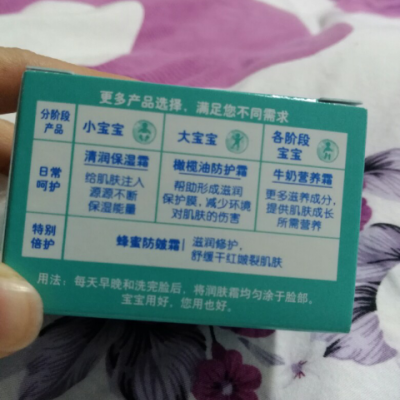 更多产品选择，满足您不同需求
分阶段
产品
小宝宝
大宝宝
各阶段
宝宝
日常
呵护
清润保湿霜
给肌肤注入
源源不断
保湿能量
橄榄油防护霜
帮助形成滋润
保护膜，减少环境
对肌肤的伤害
牛奶营养霜
更多滋养成分，
提供肌肤成长
所需营养
特别
倍护
蜂蜜防皴霜
滋润修护，
舒缓干红皴裂肌肤
用法：每天早晚和洗完脸后，将润肤霜均匀涂于脸部。
宝宝用好，您用也好。